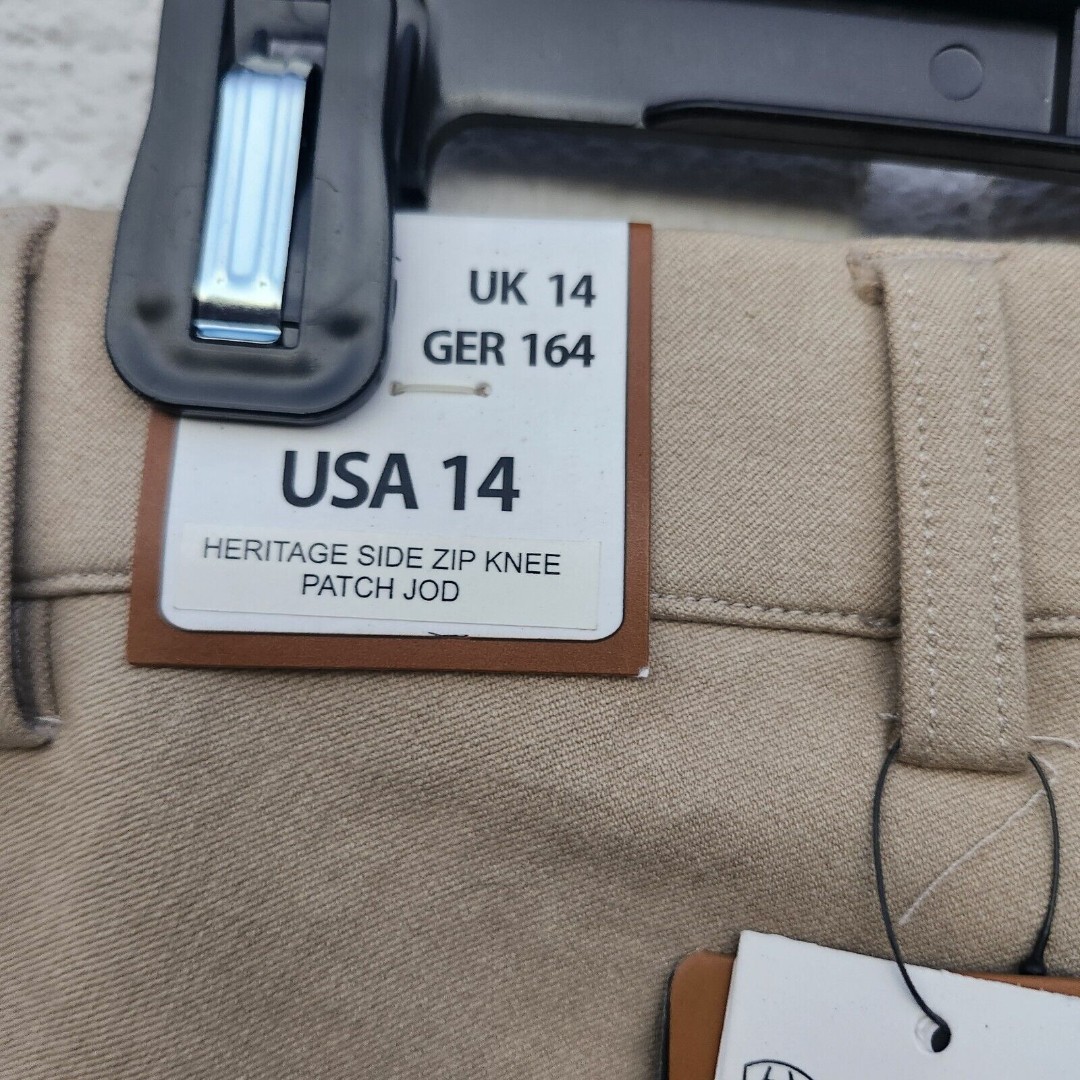 UK 14
GER 164
USA 14
HERITAGE SIDE ZIP KNEE
PATCH JOD